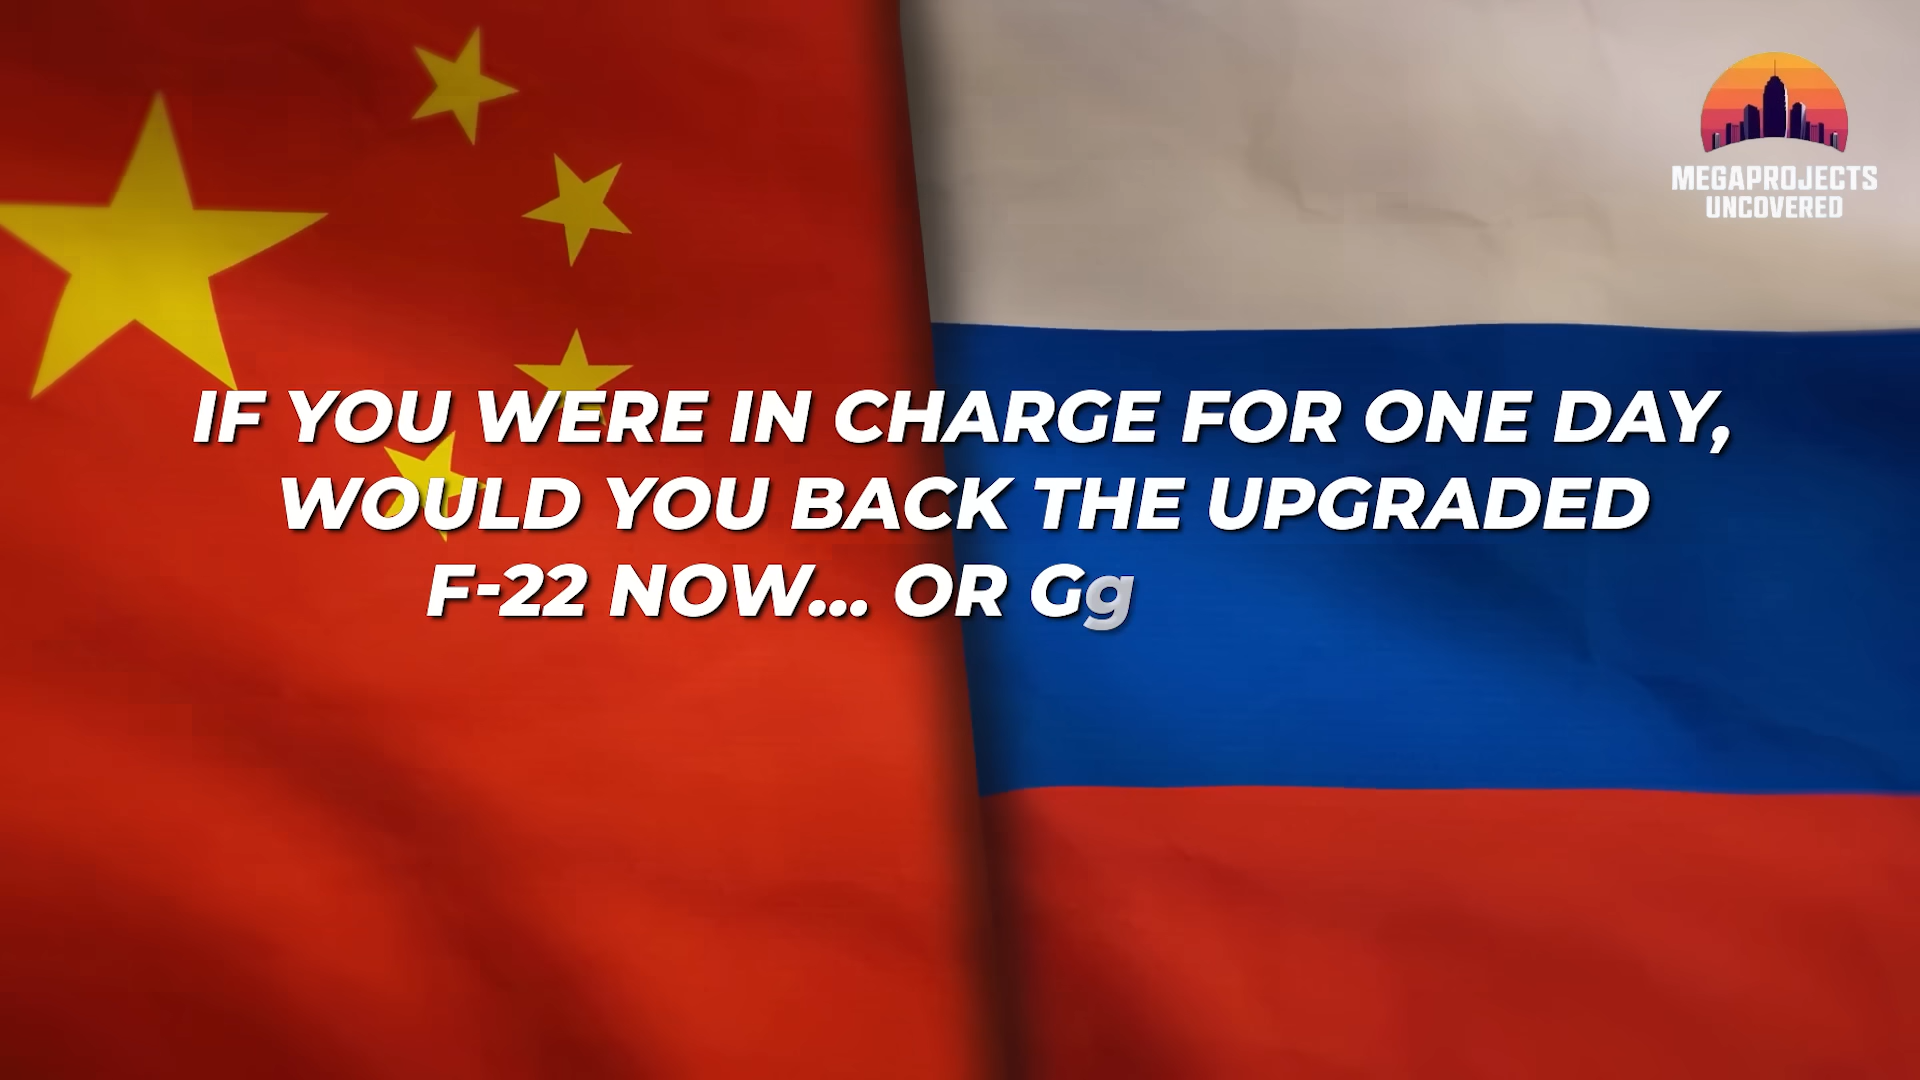 MEGAPROJECTS
UNCOVERED
IF YOU WERE IN CHARGE FOR ONE DAY,
WOULD YOU BACK THE UPGRADED
F-22 NOW... OR Gg